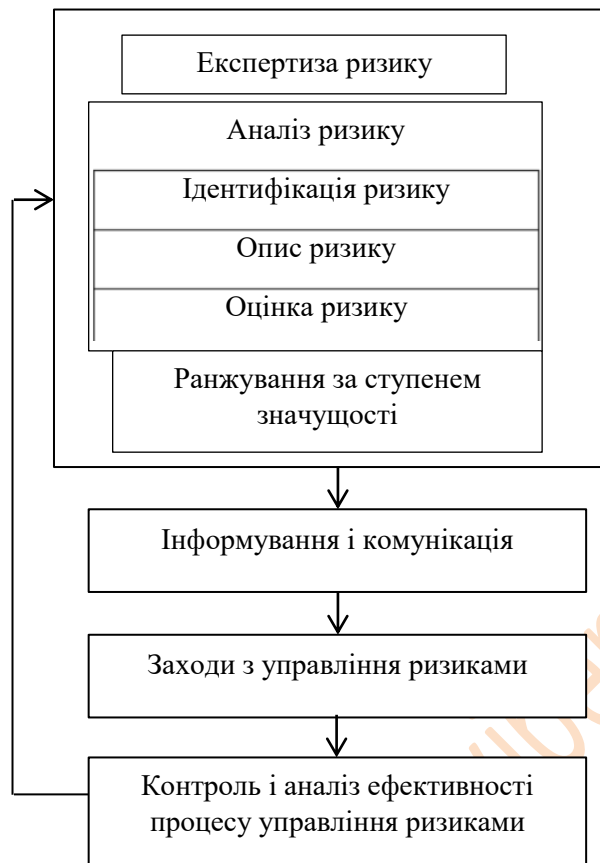 Експертиза ризику
Аналіз ризику
Ідентифікація ризику
Опис ризику
Оцінка ризику
Ранжування за ступенем
значущості
Інформування і комунікація
Заходи з управління ризиками
Контроль і аналіз ефективності
процесу управління ризиками